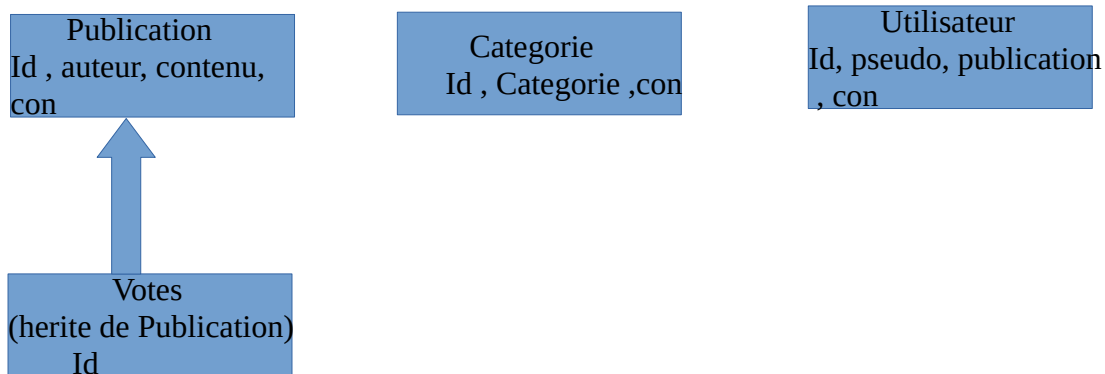 Publication
Id , auteur, contenu,
con
Categorie
Id , Categorie ,con
Utilisateur
Id, pseudo, publication
, con
Votes
(herite de Publication)
Id